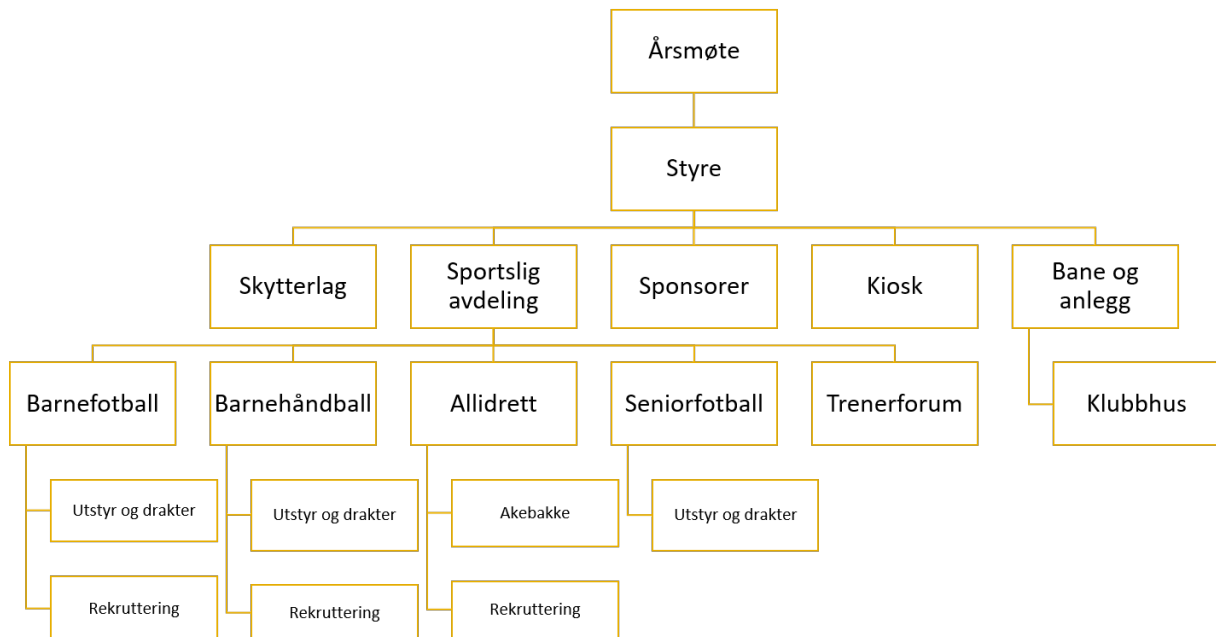 Årsmøte
Styre
Skytterlag
Sportslig
avdeling
Sponsorer
Kiosk
Bane og
anlegg
Barnefotball
Barnehåndball
Allidrett
Seniorfotball
Trenerforum
Klubbhus
Utstyr og drakter
Utstyr og drakter
Akebakke
Utstyr og drakter
Rekruttering
Rekruttering
Rekruttering